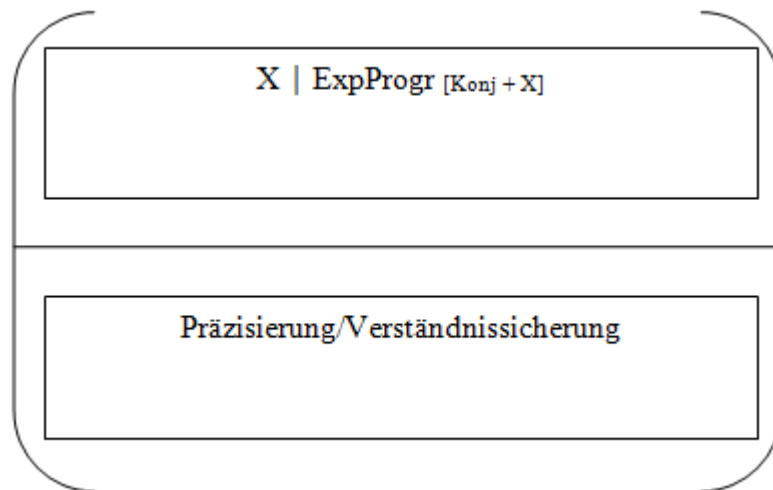 X | ExpProgr [Konj + X]
Präzisierung/Verständnissicherung